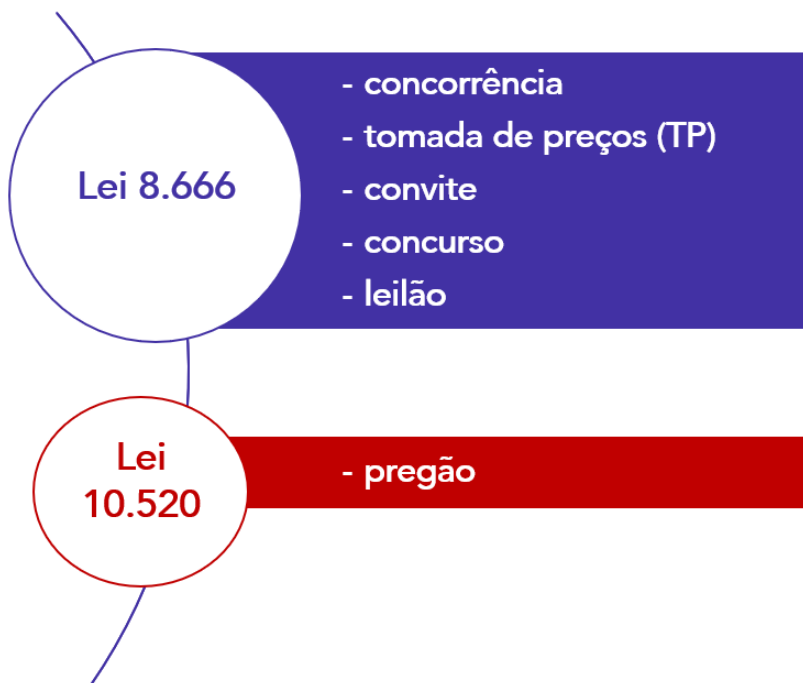 Lei 8.666
- concorrência
- tomada de preços (TP)
- convite
- concurso
- leilão
Lei
10.520
- pregão